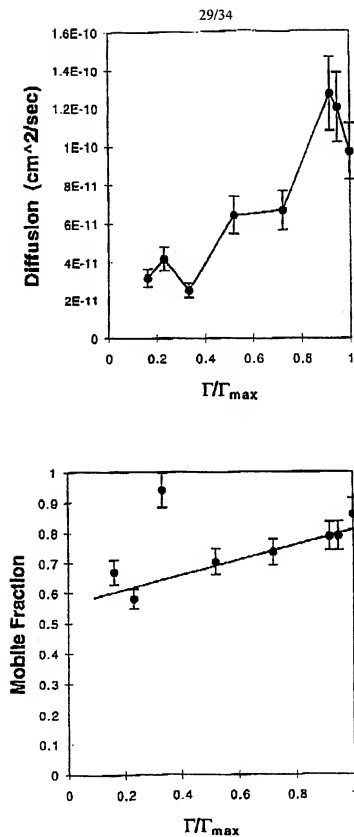 29/34
Diffusion (cm^2/sec)
1.6E-10
1.4E-10
1.2E-10
1E-10
8E-11
6E-11
4E-11
2E-11
0
0 0.2 0.4 0.6 0.8 1
Γ/Γmax
Mobile Fraction
1
0.9
0.8
0.7
0.6
0.5
0.4
0.3
0.2
0.1
0
0 0.2 0.4 0.6 0.8 1
Γ/Γmax